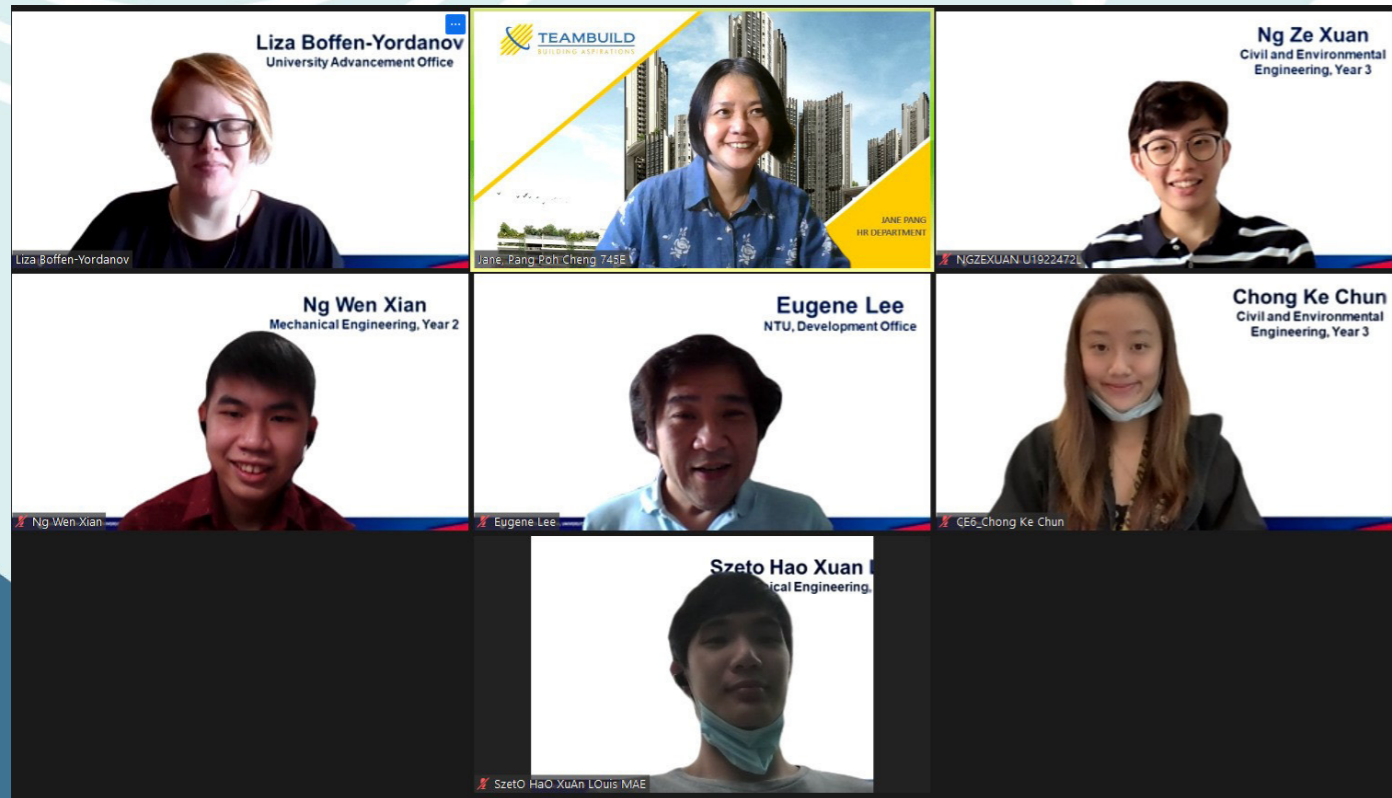 Liza Boffen-Yordanov
University Advancement Office
Liza Boffen-Yordanov
TEAMBUILD
BUILDING ASPIRATIONS
JANE PANG
HR DEPARTMENT
Jane, Pang Poh Cheng 745E
Ng Ze Xuan
Civil and Environmental
Engineering, Year 3
NGZEXUAN U1922472L
Ng Wen Xian
Mechanical Engineering, Year 2
Ng Wen Xian
Eugene Lee
NTU, Development Office
Eugene Lee
Chong Ke Chun
Civil and Environmental
Engineering, Year 3
CE6_Chong Ke Chun
Szeto Hao Xuan
ical Engineering,
SzetO HaO XuAn LOuis MAE